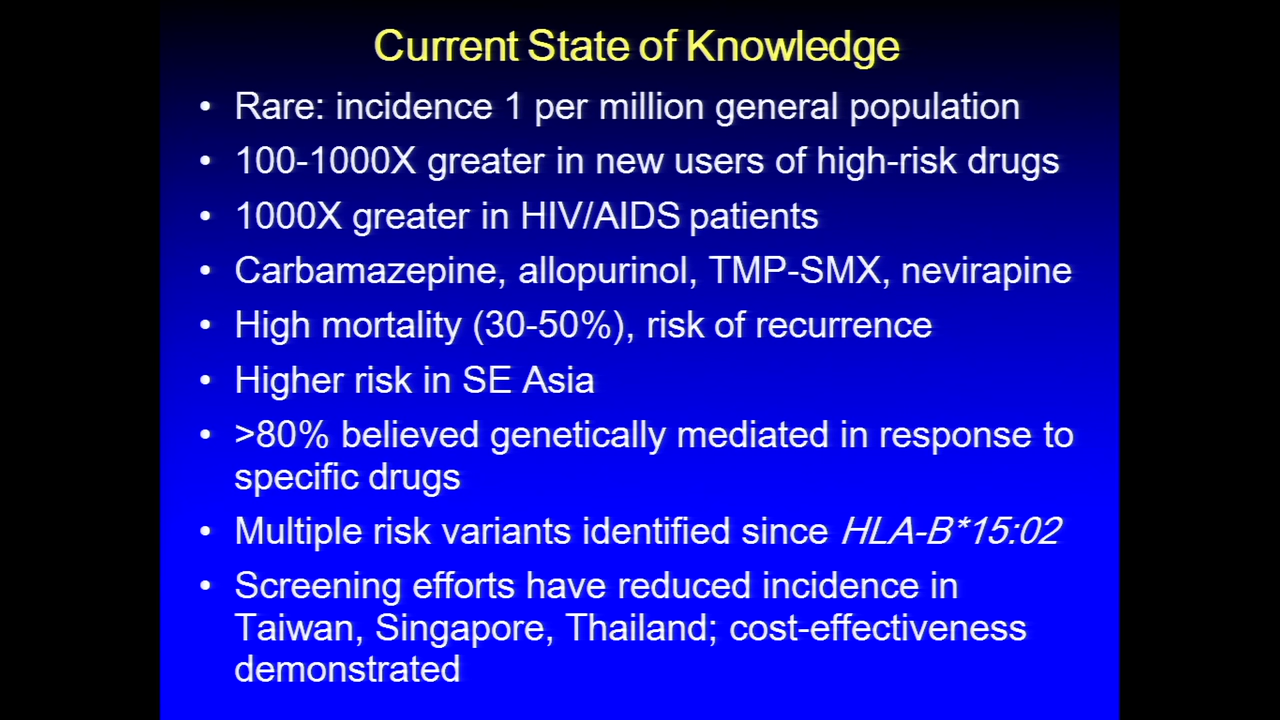 Current State of Knowledge
• Rare: incidence 1 per million general population
• 100-1000X greater in new users of high-risk drugs
• 1000X greater in HIV/AIDS patients
• Carbamazepine, allopurinol, TMP-SMX, nevirapine
• High mortality (30-50%), risk of recurrence
• Higher risk in SE Asia
• >80% believed genetically mediated in response to
specific drugs
• Multiple risk variants identified since HLA-B*15:02
• Screening efforts have reduced incidence in
Taiwan, Singapore, Thailand; cost-effectiveness
demonstrated